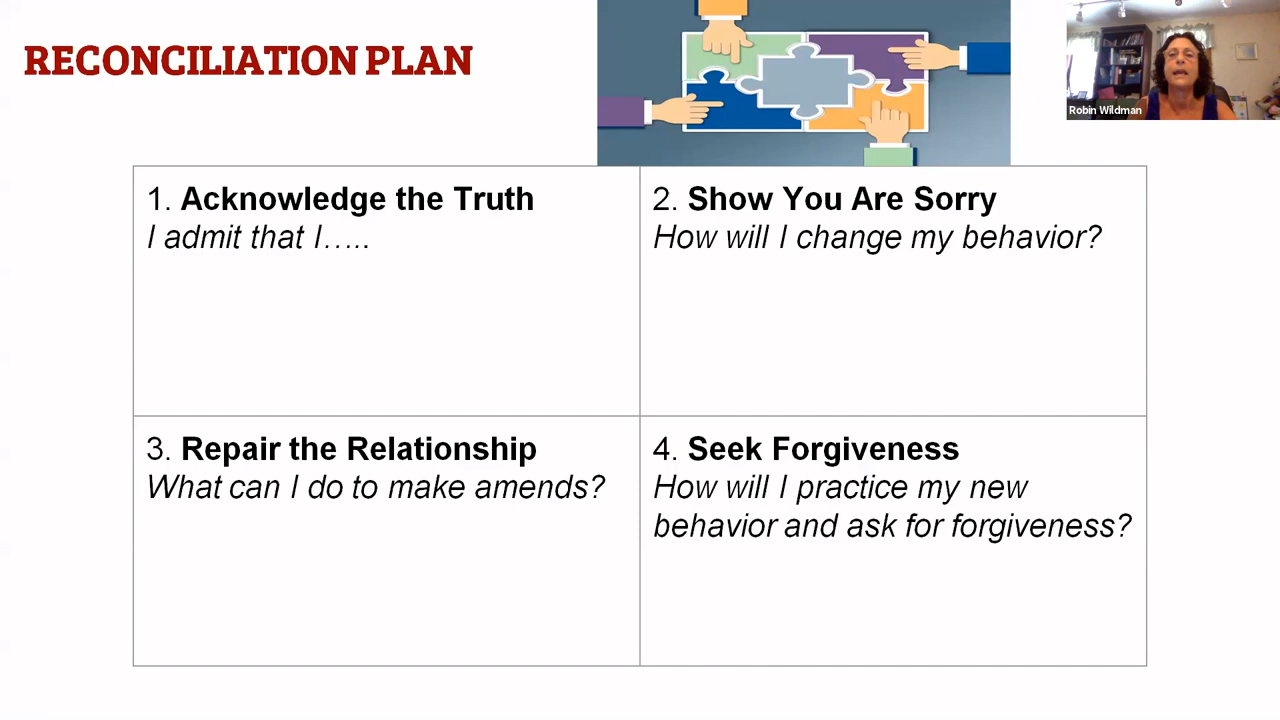 RECONCILIATION PLAN
Robin Wildman
1. Acknowledge the Truth
I admit that I.....
2. Show You Are Sorry
How will I change my behavior?
3. Repair the Relationship
What can I do to make amends?
4. Seek Forgiveness
How will I practice my new
behavior and ask for forgiveness?